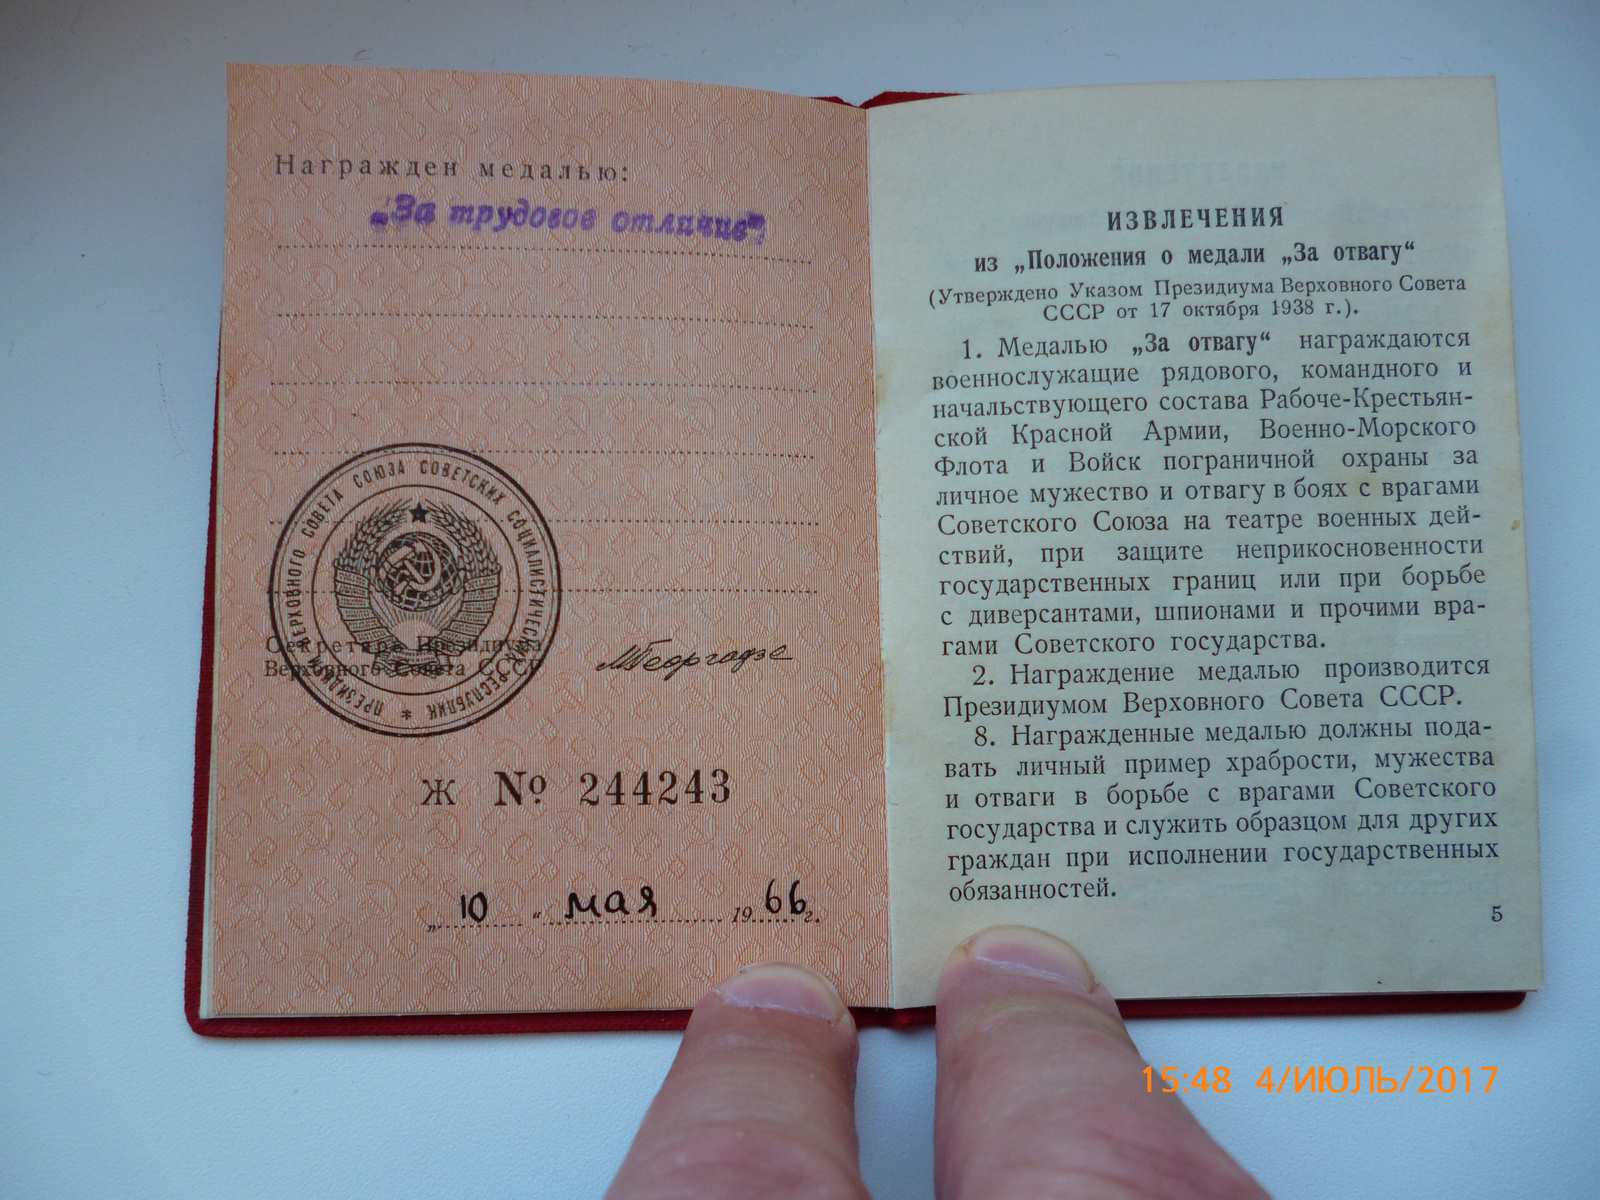 Награжден медалью:
„За трудовое отличие"
ПРЕЗИДИУМ ВЕРХОВНОГО СОВЕТА СОЮЗА СОВЕТСКИХ СОЦИАЛИСТИЧЕСКИХ РЕСПУБЛИК *
Секретарь Президиума
Верховного Совета СССР
МГеоргадзе
Ж № 244243
„ 10 “ мая 19 66 г.
ИЗВЛЕЧЕНИЯ
из „Положения о медали „За отвагу“
(Утверждено Указом Президиума Верховного Совета
СССР от 17 октября 1938 г.).
1. Медалью „За отвагу“ награждаются
военнослужащие рядового, командного и
начальствующего состава Рабоче-Крестьян-
ской Красной Армии, Военно-Морского
Флота и Войск пограничной охраны за
личное мужество и отвагу в боях с врагами
Советского Союза на театре военных дей-
ствий, при защите неприкосновенности
государственных границ или при борьбе
с диверсантами, шпионами и прочими вра-
гами Советского государства.
2. Награждение медалью производится
Президиумом Верховного Совета СССР.
8. Награжденные медалью должны пода-
вать личный пример храбрости, мужества
и отваги в борьбе с врагами Советского
государства и служить образцом для других
граждан при исполнении государственных
обязанностей.
5
15:48 4/ИЮЛЬ/2017